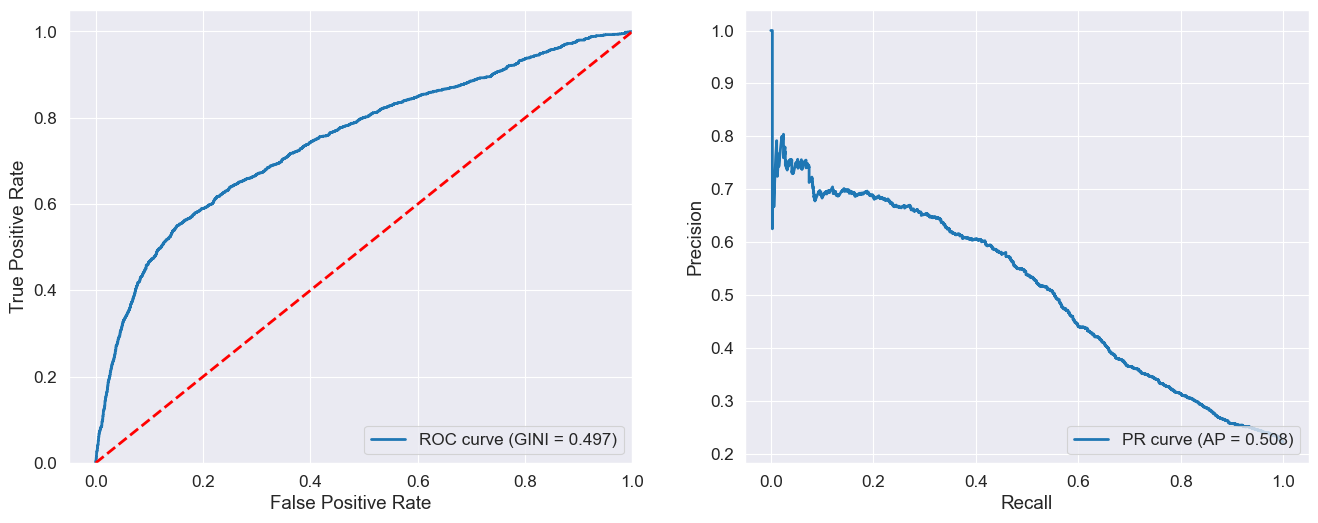 1.0
0.8
0.6
0.4
0.2
0.0
True Positive Rate
0.0 0.2 0.4 0.6 0.8 1.0
False Positive Rate
ROC curve (GINI = 0.497)
1.0
0.9
0.8
0.7
0.6
0.5
0.4
0.3
0.2
Precision
0.0 0.2 0.4 0.6 0.8 1.0
Recall
PR curve (AP = 0.508)